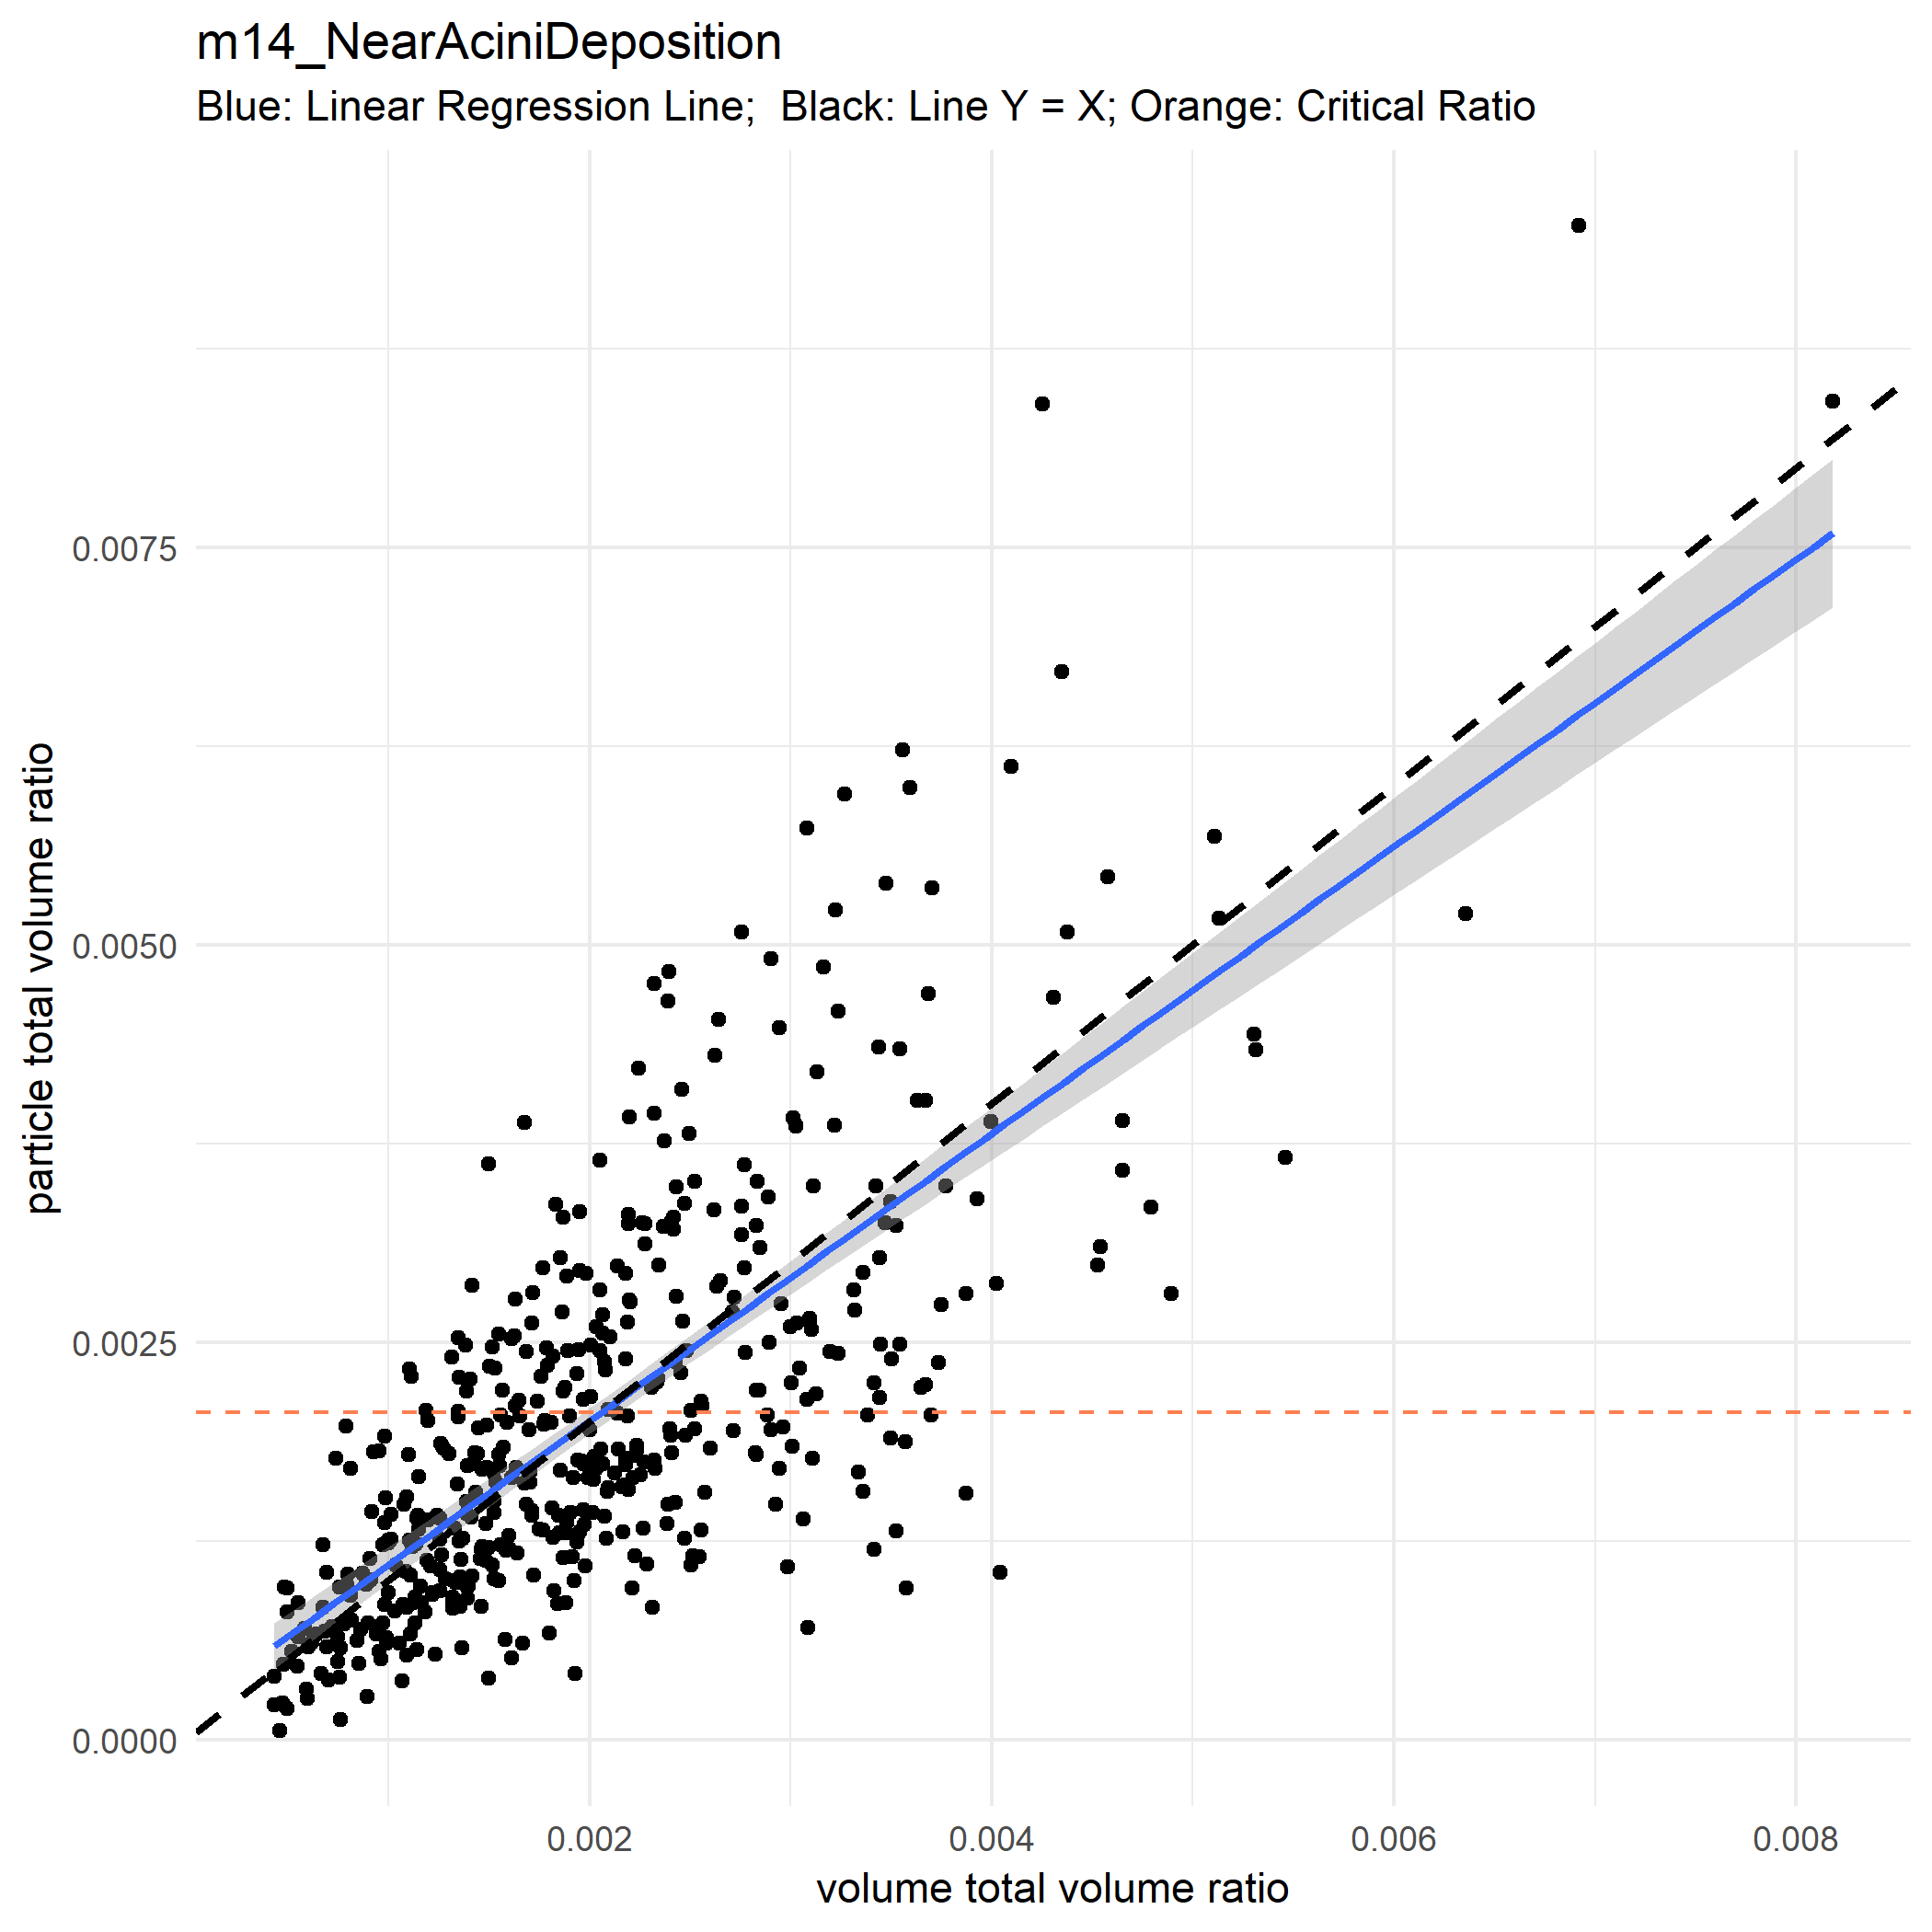 m14_NearAciniDeposition
Blue: Linear Regression Line;  Black: Line Y = X; Orange: Critical Ratio
particle total volume ratio
0.0075
0.0050
0.0025
0.0000
0.002
0.004
0.006
0.008
volume total volume ratio